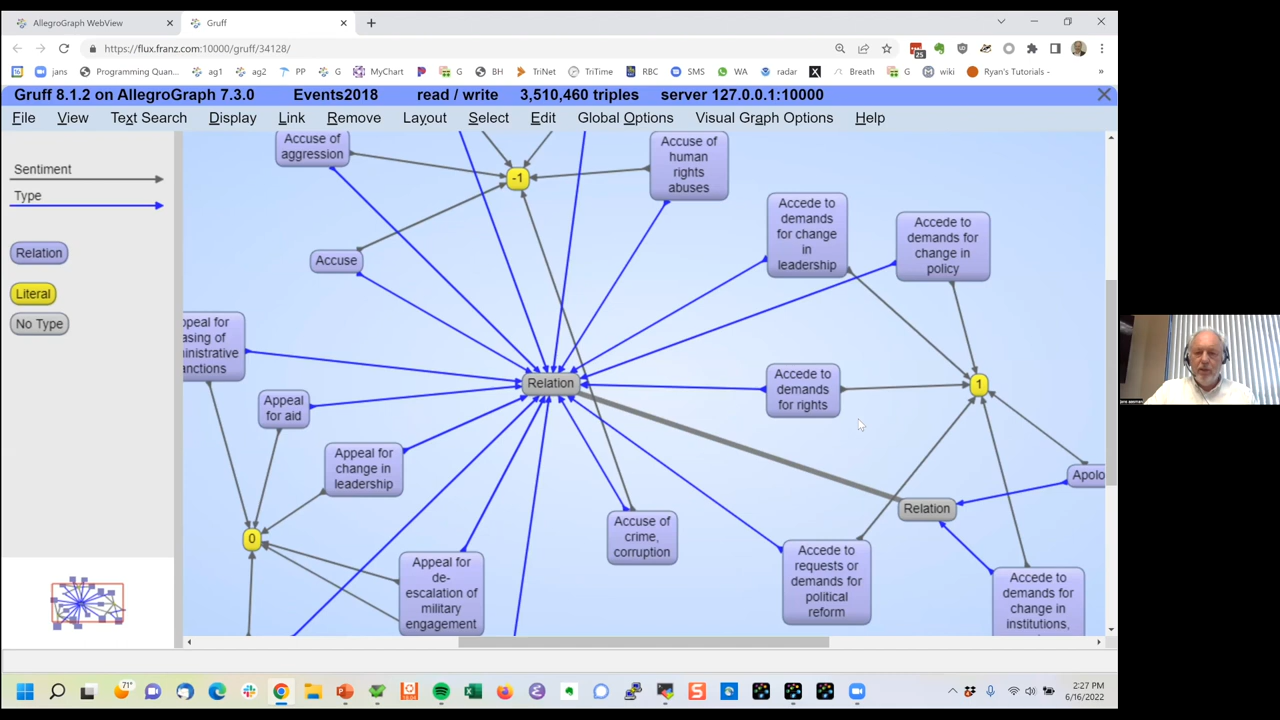 AllegroGraph WebView
Gruff
https://flux.franz.com:10000/gruff/34128/
25
17 jans Programming Quan... ag1 ag2 PP G MyChart G BH TriNet TriTime RBC SMS WA radar X Breath G wiki Ryan's Tutorials - »
Gruff 8.1.2 on AllegroGraph 7.3.0 Events2018 read / write 3,510,460 triples server 127.0.0.1:10000
File View Text Search Display Link Remove Layout Select Edit Global Options Visual Graph Options Help
Sentiment
Type
Relation
Literal
No Type
Accuse of
aggression
-1
Accuse of
human
rights
abuses
Accede to
demands
for change
in
leadership
Accede to
demands for
change in
policy
Accuse
ppeal for
asing of
ministrative
anctions
Relation
Accede to
demands
for rights
1
Appeal
for aid
Appeal for
change in
leadership
Apolo
Relation
0
Accuse of
crime,
corruption
Appeal for
de-
escalation of
military
engagement
Accede to
requests or
demands for
political
reform
Accede to
demands for
change in
institutions,
71°
2:27 PM
6/16/2022